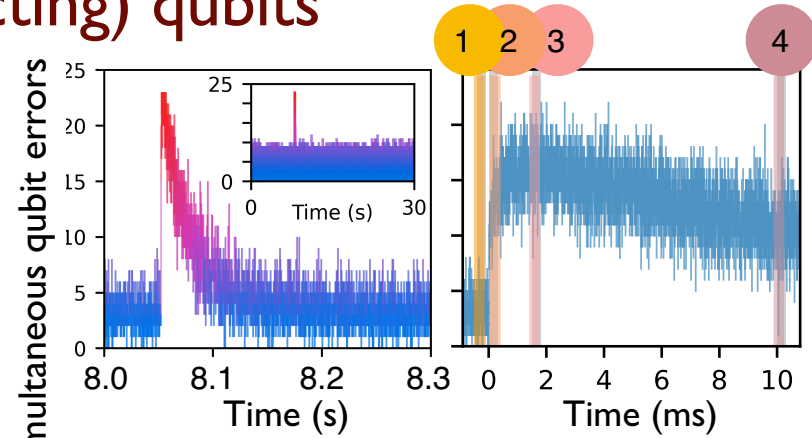 cting) qubits
1 2 3 4
multaneous qubit errors
25
20
15
10
5
0
8.0 8.1 8.2 8.3
Time (s)
25
0
0 30
Time (s)
0 2 4 6 8 10
Time (ms)